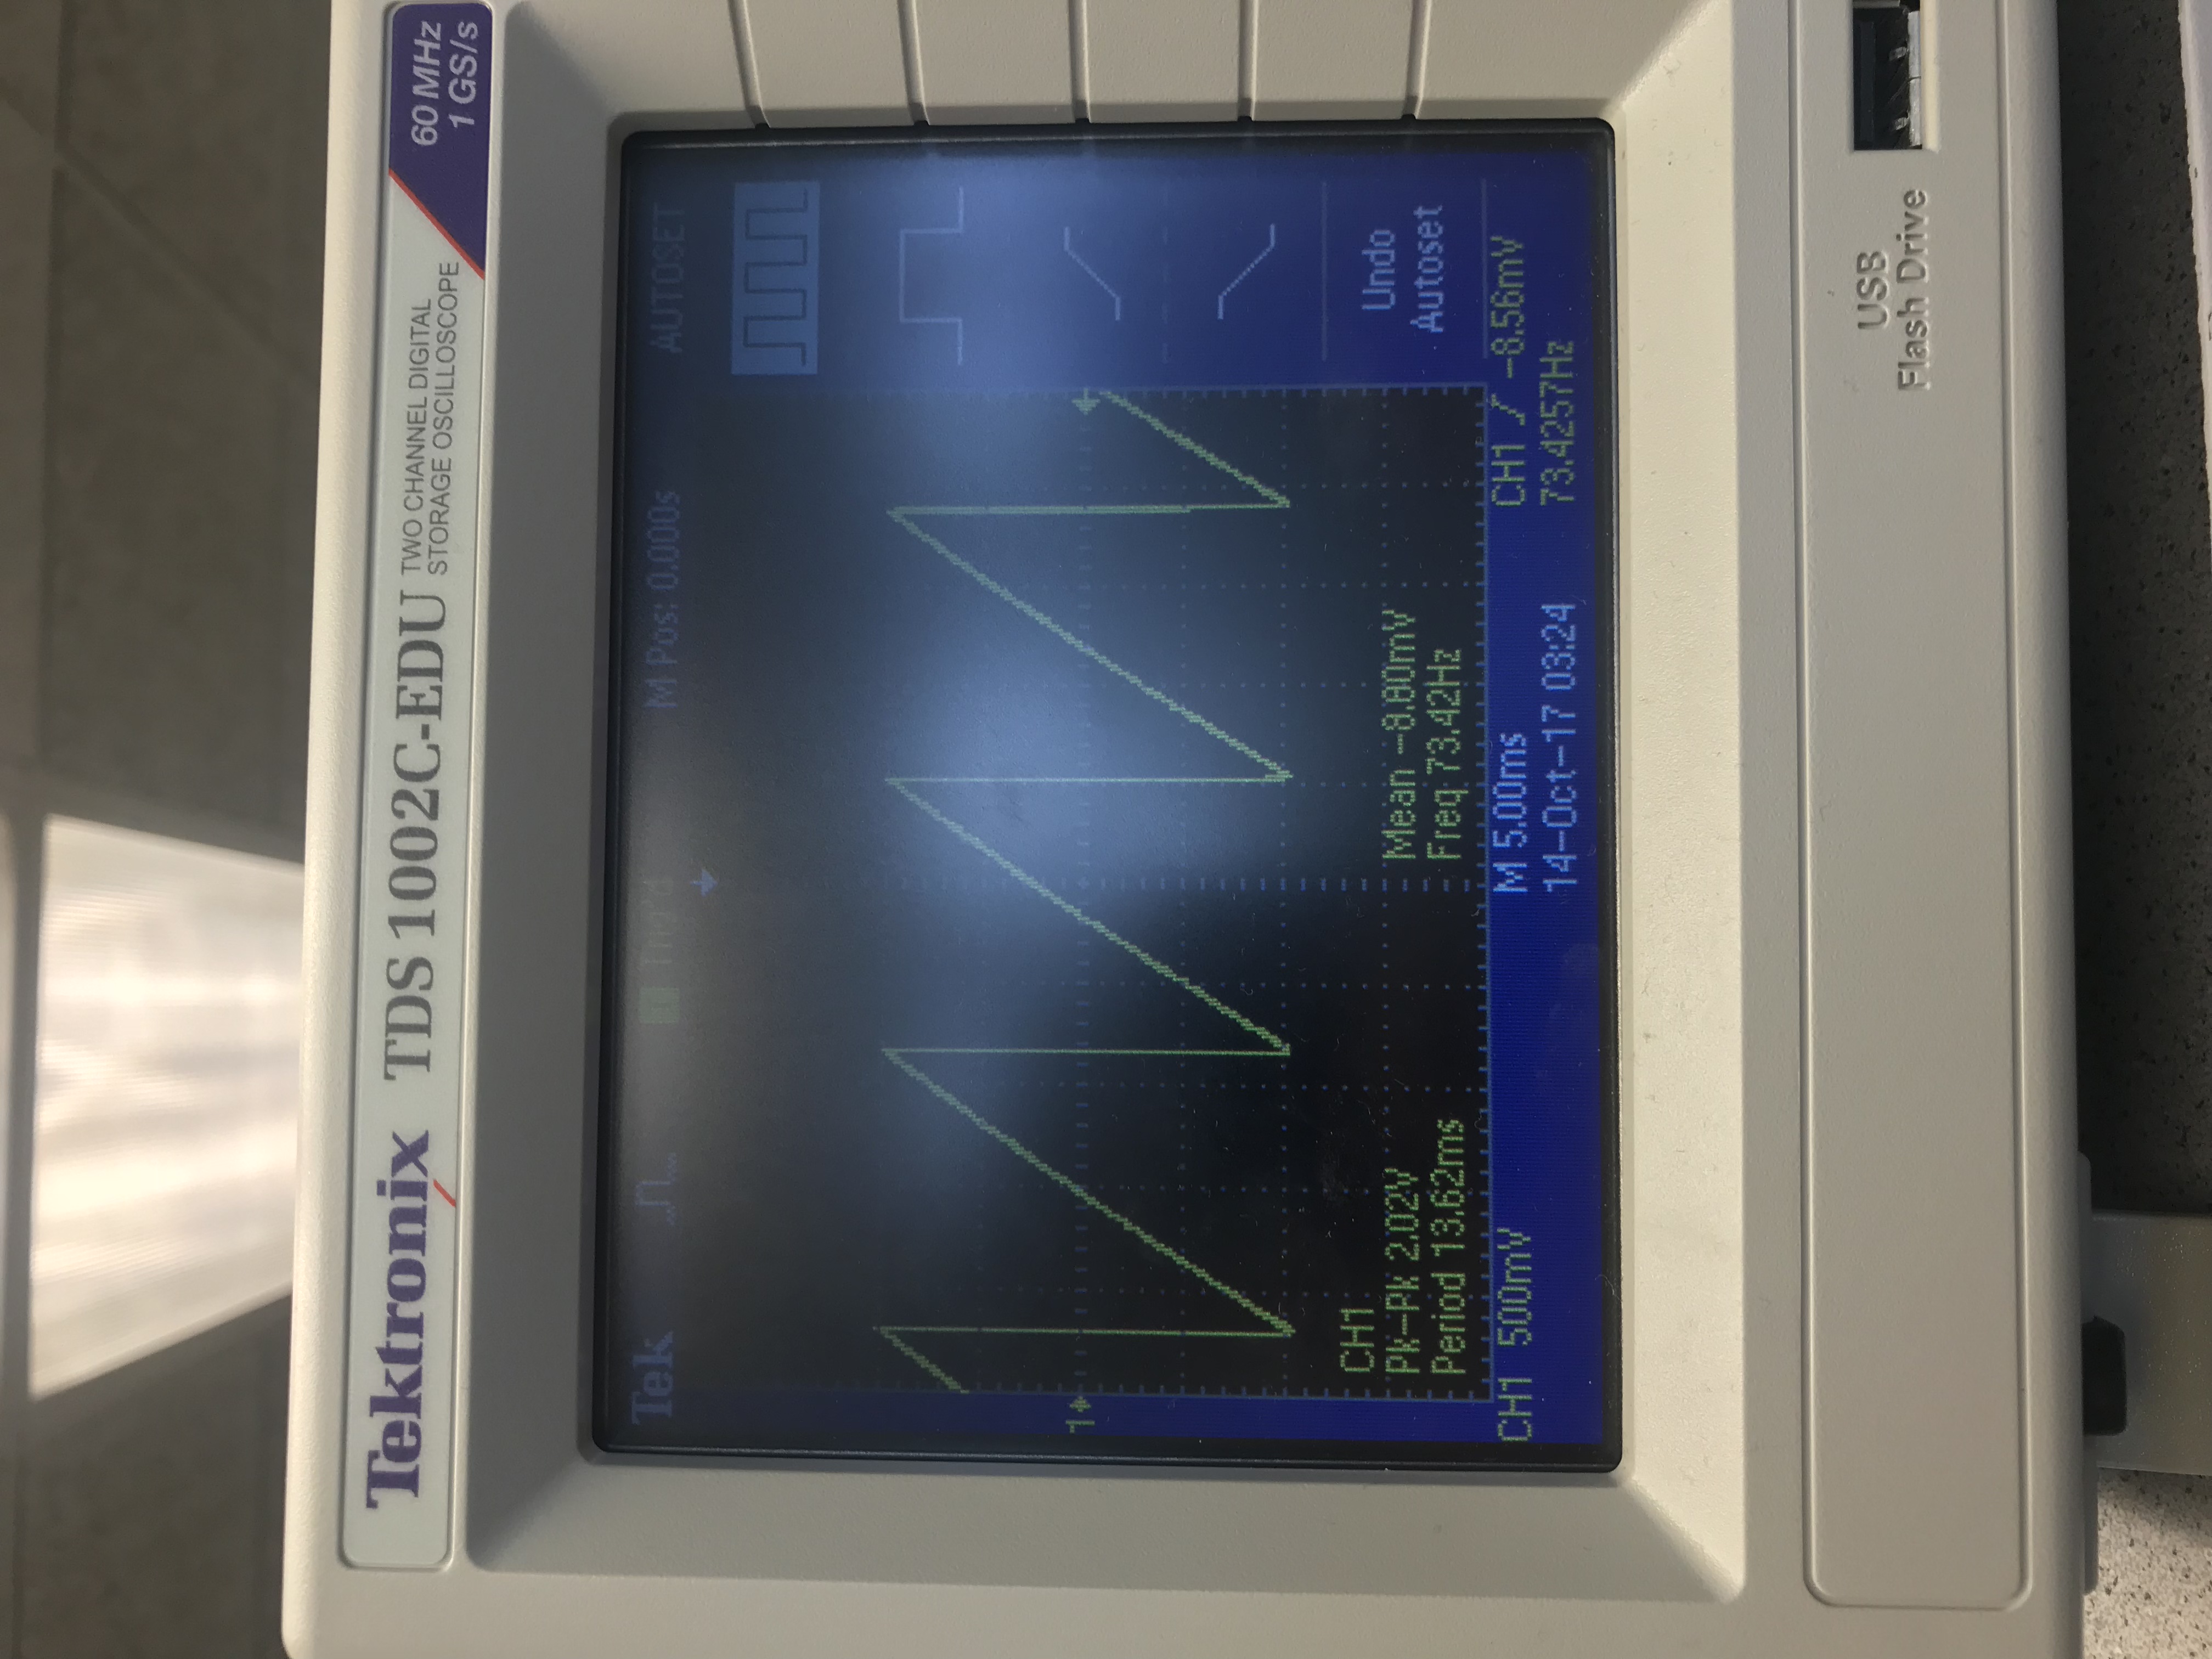 Tektronix TDS 1002C-EDU TWO CHANNEL DIGITAL STORAGE OSCILLOSCOPE
60 MHz
1 GS/s
Tek Trig'd M Pos: 0.000s AUTOSET
1
CH1
Pk-Pk 2.02V Mean -8.80mV
Period 13.62ms Freq 73.42Hz
Undo
Autoset
CH1 500mV M 5.00ms CH1 -8.56mV
14-Oct-17 03:24 73.4257Hz
USB
Flash Drive